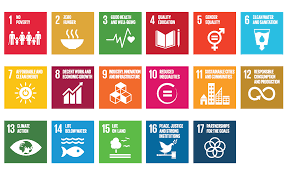 1 NO
POVERTY
2 ZERO
HUNGER
3 GOOD HEALTH
AND WELL-BEING
4 QUALITY
EDUCATION
5 GENDER
EQUALITY
6 CLEAN WATER
AND SANITATION
7 AFFORDABLE AND
CLEAN ENERGY
8 DECENT WORK AND
ECONOMIC GROWTH
9 INDUSTRY, INNOVATION
AND INFRASTRUCTURE
10 REDUCED
INEQUALITIES
11 SUSTAINABLE CITIES
AND COMMUNITIES
12 RESPONSIBLE
CONSUMPTION
AND PRODUCTION
13 CLIMATE
ACTION
14 LIFE
BELOW WATER
15 LIFE
ON LAND
16 PEACE, JUSTICE
AND STRONG
INSTITUTIONS
17 PARTNERSHIPS
FOR THE GOALS